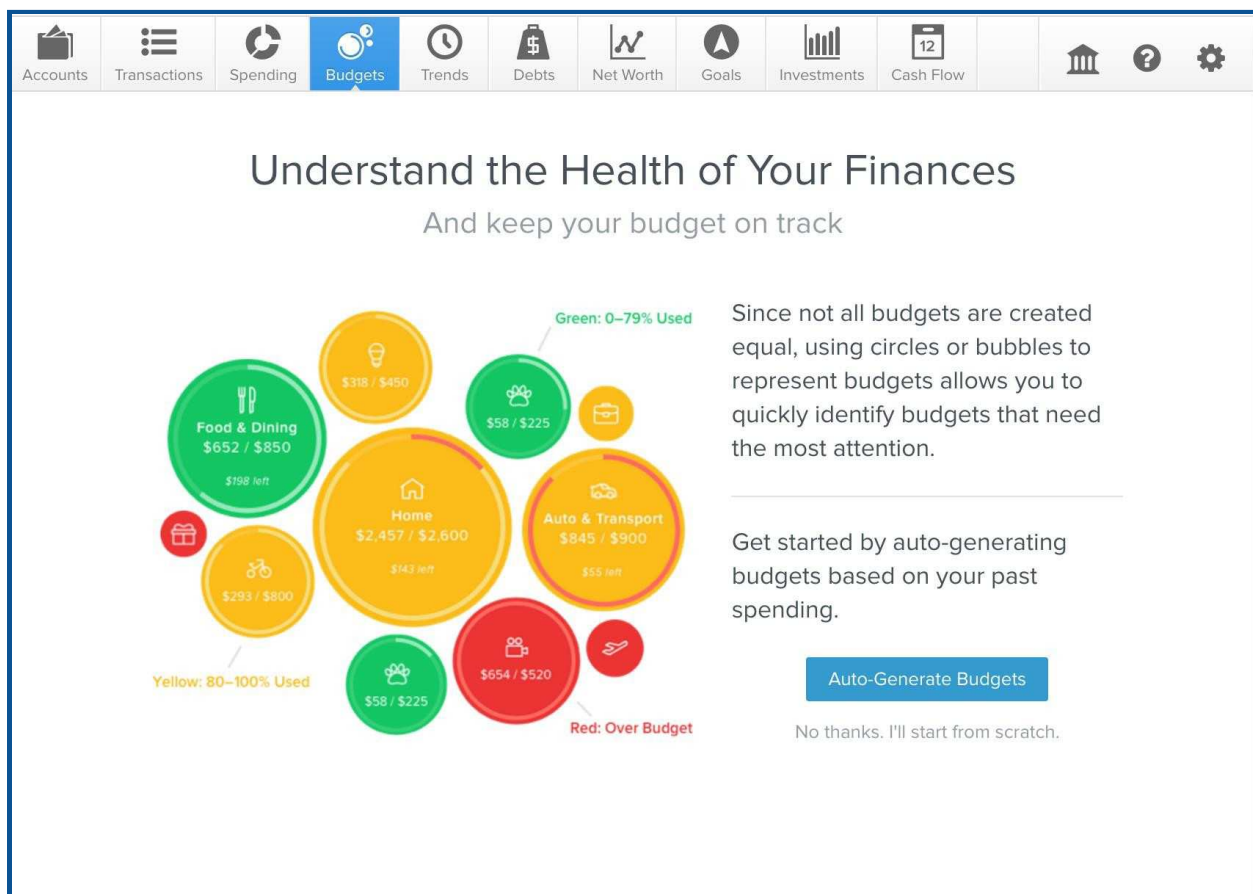 Accounts
Transactions
Spending
Budgets
Trends
Debts
Net Worth
Goals
Investments
12
Cash Flow
Understand the Health of Your Finances
And keep your budget on track
Green: 0–79% Used
$318 / $450
$58 / $225
Food & Dining
$652 / $850
$198 left
Home
$2,457 / $2,600
$143 left
Auto & Transport
$845 / $900
$55 left
$293 / $800
$654 / $520
$58 / $225
Yellow: 80–100% Used
Red: Over Budget
Since not all budgets are created
equal, using circles or bubbles to
represent budgets allows you to
quickly identify budgets that need
the most attention.
Get started by auto-generating
budgets based on your past
spending.
Auto-Generate Budgets
No thanks. I'll start from scratch.